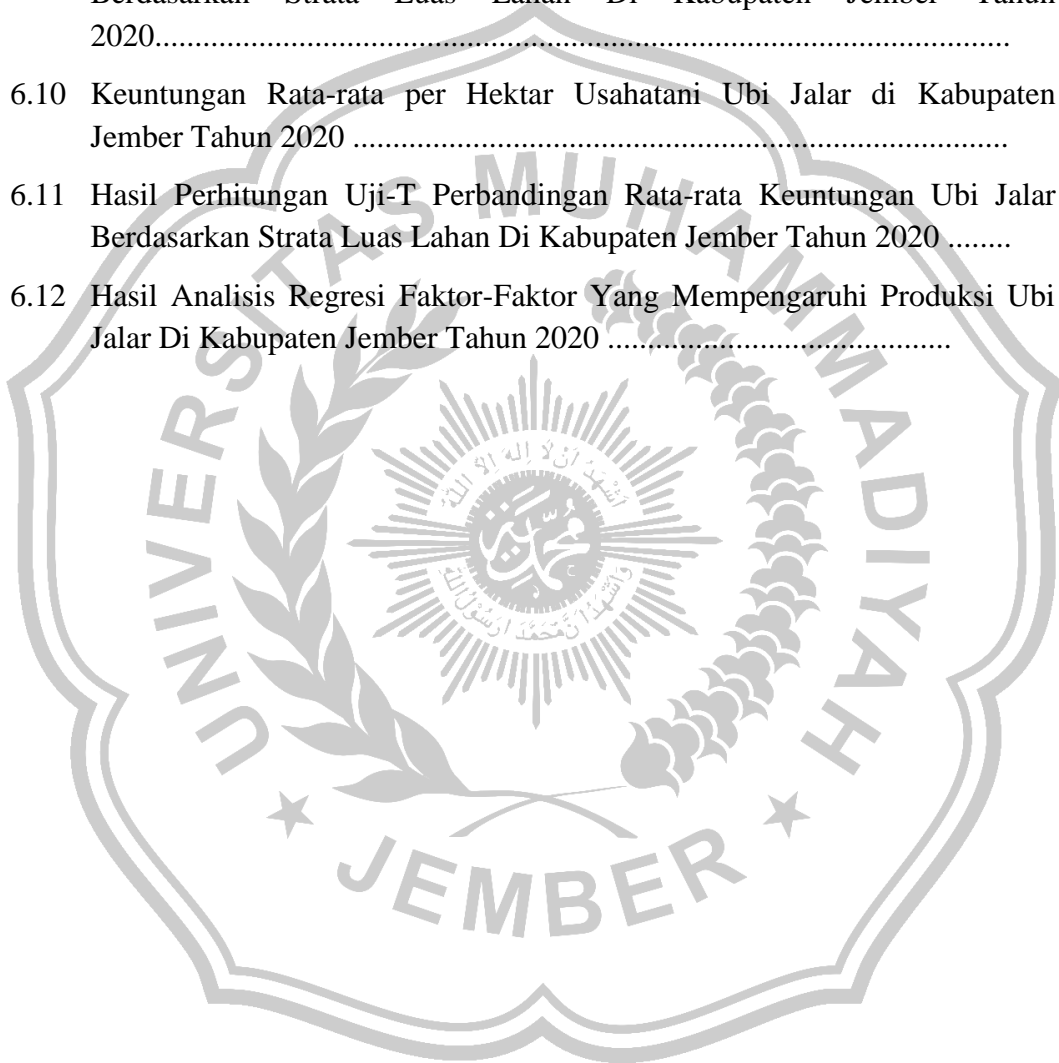 Berdasarkan Strata Luas Lahan Di Kabupaten Jember Tahun
2020..........................................................................................................
6.10 Keuntungan Rata-rata per Hektar Usahatani Ubi Jalar di Kabupaten
Jember Tahun 2020 ..................................................................................
6.11 Hasil Perhitungan Uji-T Perbandingan Rata-rata Keuntungan Ubi Jalar
Berdasarkan Strata Luas Lahan Di Kabupaten Jember Tahun 2020 ........
6.12 Hasil Analisis Regresi Faktor-Faktor Yang Mempengaruhi Produksi Ubi
Jalar Di Kabupaten Jember Tahun 2020 ...........................................
UNIVERSITAS MUHAMMADIYAH
JEMBER